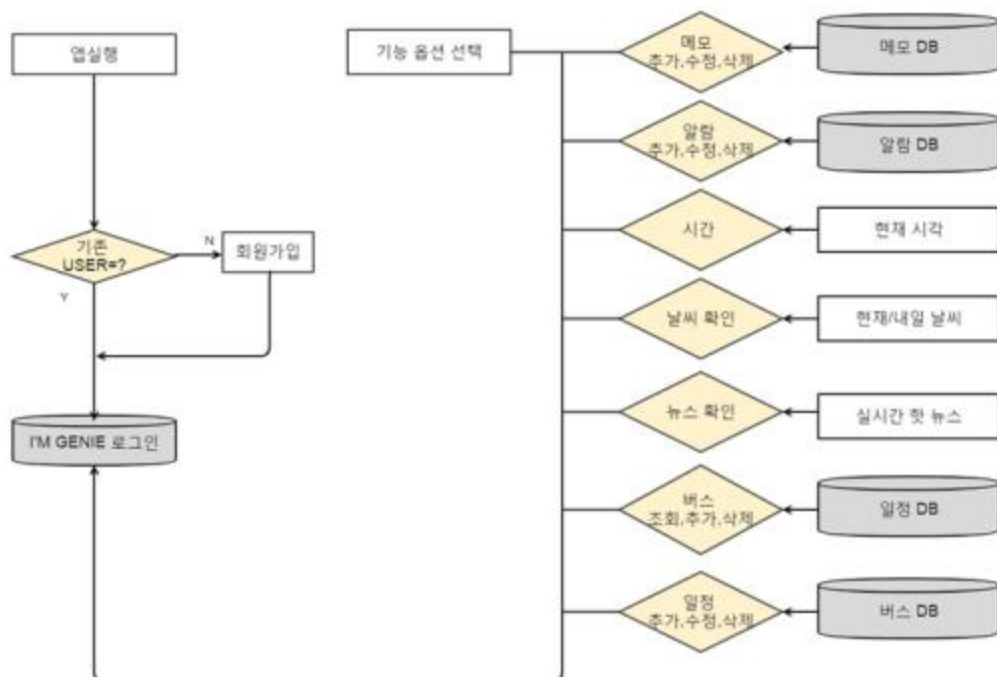 앱실행
기존
USER=?
N
회원가입
Y
I'M GENIE 로그인
기능 옵션 선택
메모
추가,수정,삭제
메모 DB
알람
추가,수정,삭제
알람 DB
시간
현재 시각
날씨 확인
현재/내일 날씨
뉴스 확인
실시간 핫 뉴스
버스
조회,추가,삭제
일정 DB
일정
추가,수정,삭제
버스 DB